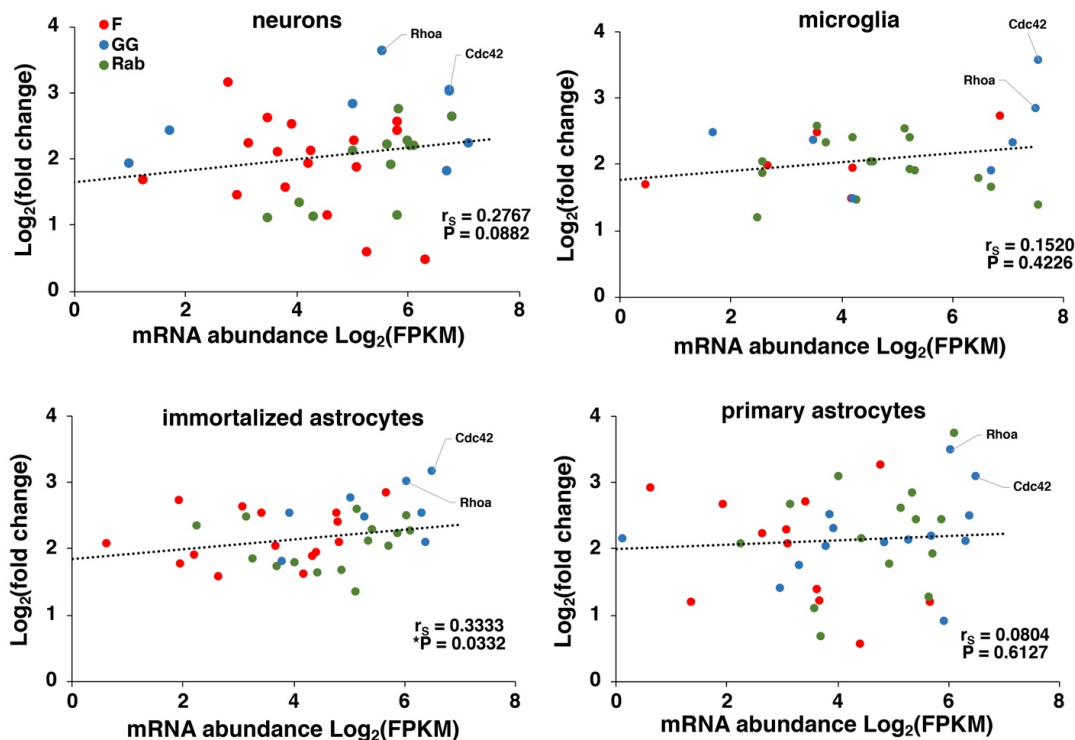 neurons
F
GG
Rab
Rhoa
Cdc42
Log2(fold change)
4
3
2
1
0
rS = 0.2767
P = 0.0882
0 2 4 6 8
mRNA abundance Log2(FPKM)
microglia
Cdc42
Rhoa
Log2(fold change)
4
3
2
1
0
rS = 0.1520
P = 0.4226
0 2 4 6 8
mRNA abundance Log2(FPKM)
immortalized astrocytes
Cdc42
Rhoa
Log2(fold change)
4
3
2
1
0
rS = 0.3333
*P = 0.0332
0 2 4 6 8
mRNA abundance Log2(FPKM)
primary astrocytes
Rhoa
Cdc42
Log2(fold change)
4
3
2
1
0
rS = 0.0804
P = 0.6127
0 2 4 6 8
mRNA abundance Log2(FPKM)